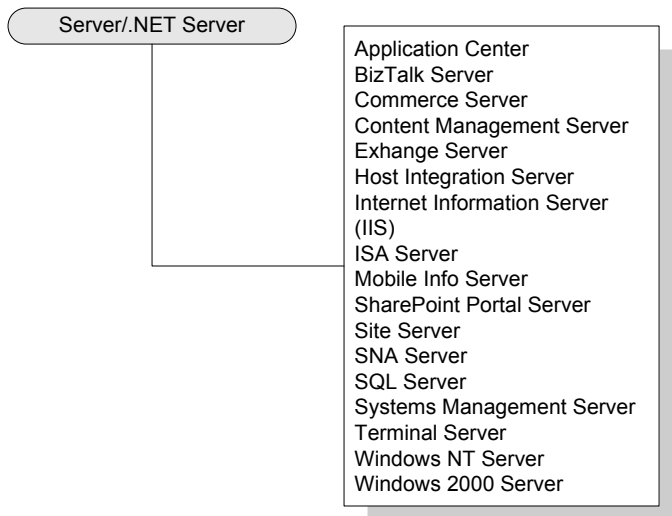 Server/.NET Server
Application Center
BizTalk Server
Commerce Server
Content Management Server
Exhange Server
Host Integration Server
Internet Information Server
(IIS)
ISA Server
Mobile Info Server
SharePoint Portal Server
Site Server
SNA Server
SQL Server
Systems Management Server
Terminal Server
Windows NT Server
Windows 2000 Server